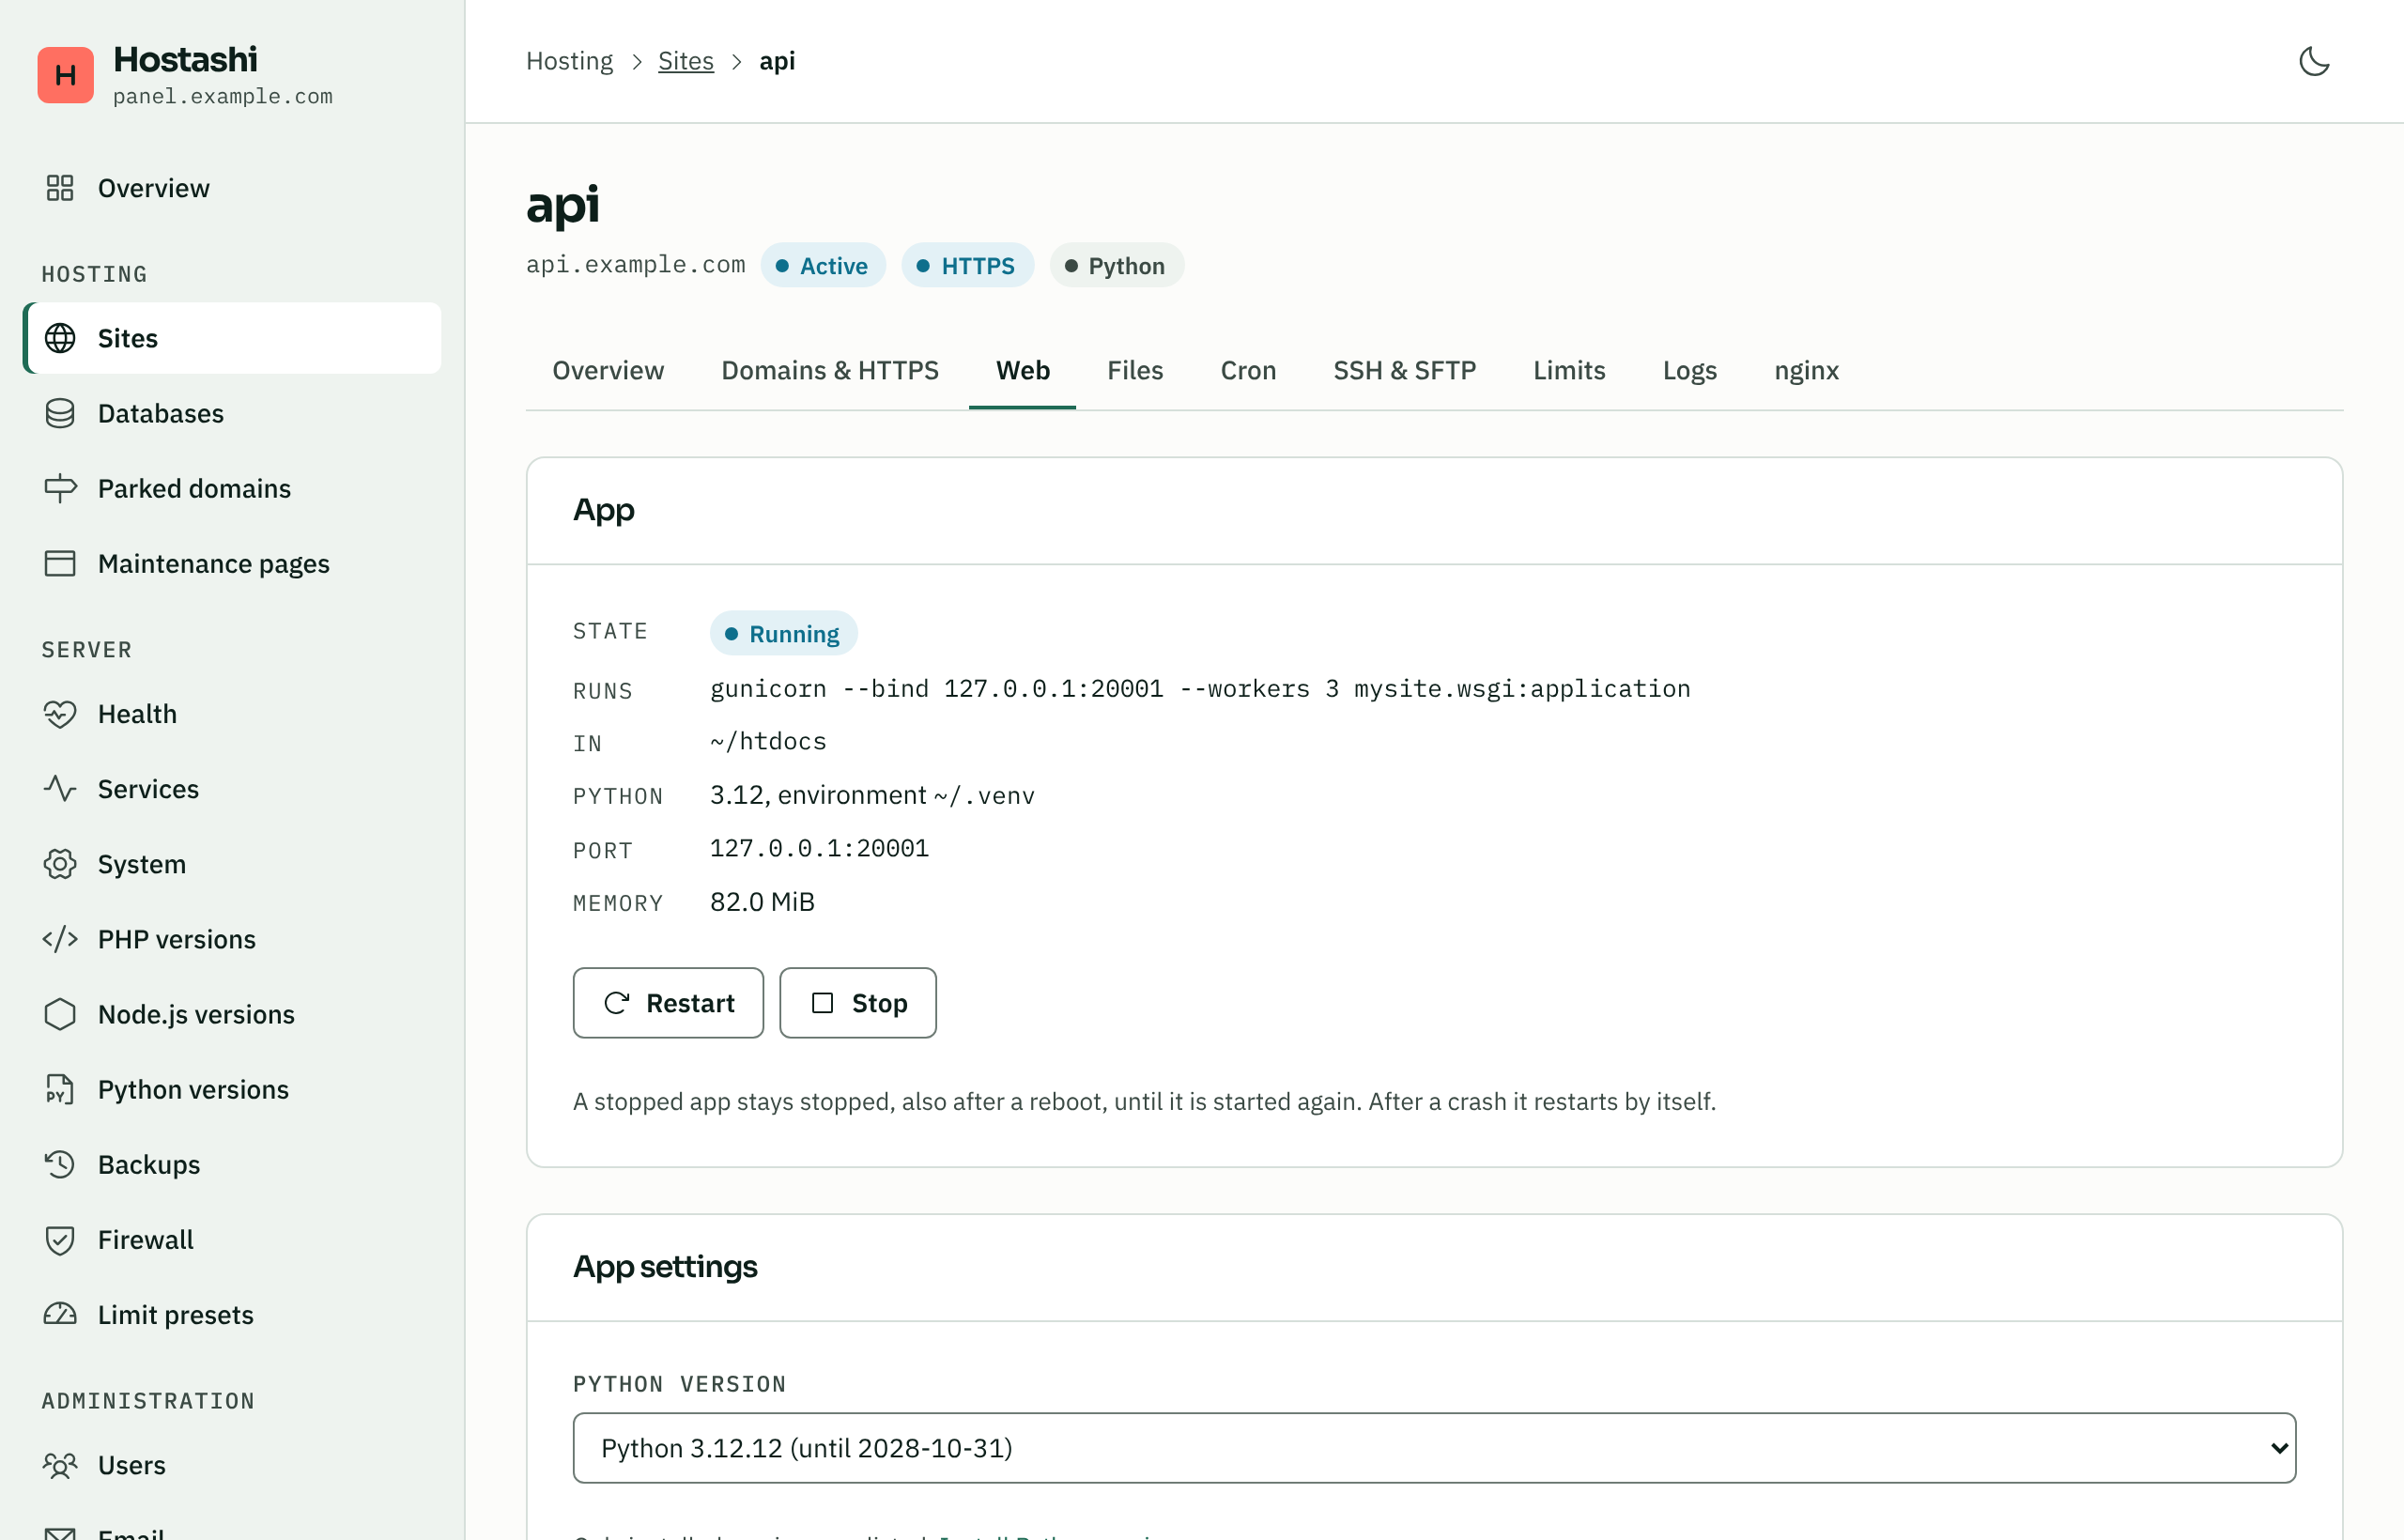 H
Hostashi
panel.example.com
Overview
HOSTING
Sites
Databases
Parked domains
Maintenance pages
SERVER
Health
Services
System
PHP versions
Node.js versions
PY
Python versions
Backups
Firewall
Limit presets
ADMINISTRATION
Users
Email
Hosting > Sites > api
api
api.example.com Active HTTPS Python
Overview Domains & HTTPS Web Files Cron SSH & SFTP Limits Logs nginx
App
STATE Running
RUNS gunicorn --bind 127.0.0.1:20001 --workers 3 mysite.wsgi:application
IN ~/htdocs
PYTHON 3.12, environment ~/.venv
PORT 127.0.0.1:20001
MEMORY 82.0 MiB
Restart Stop
A stopped app stays stopped, also after a reboot, until it is started again. After a crash it restarts by itself.
App settings
PYTHON VERSION
Python 3.12.12 (until 2028-10-31)